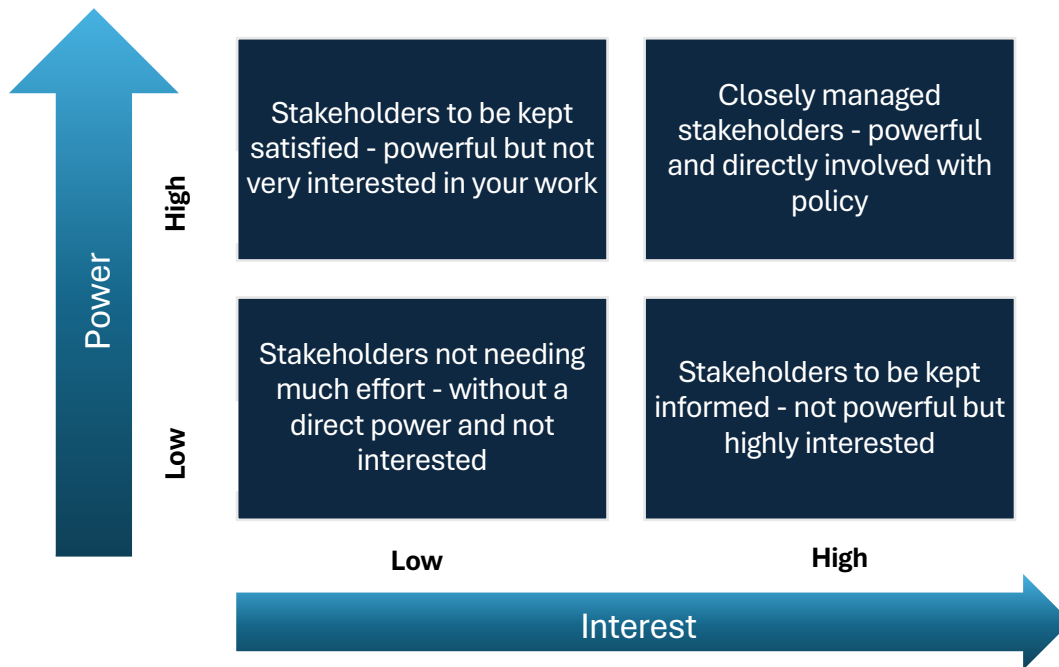 Power
High
Low
Stakeholders to be kept
satisfied - powerful but not
very interested in your work
Closely managed
stakeholders - powerful
and directly involved with
policy
Stakeholders not needing
much effort - without a
direct power and not
interested
Stakeholders to be kept
informed - not powerful but
highly interested
Low
High
Interest